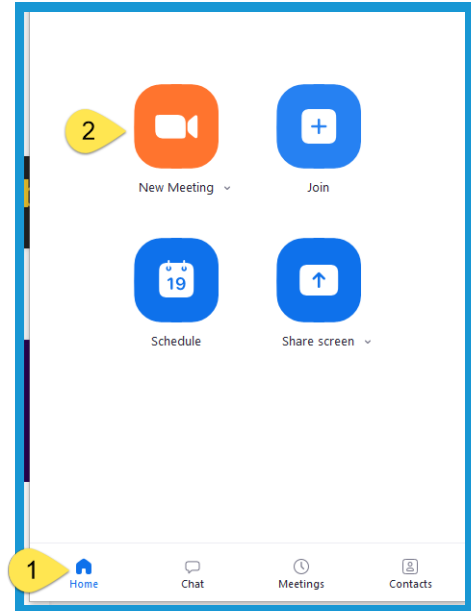 2
New Meeting
Join
19
Schedule
Share screen
1
Home
Chat
Meetings
Contacts